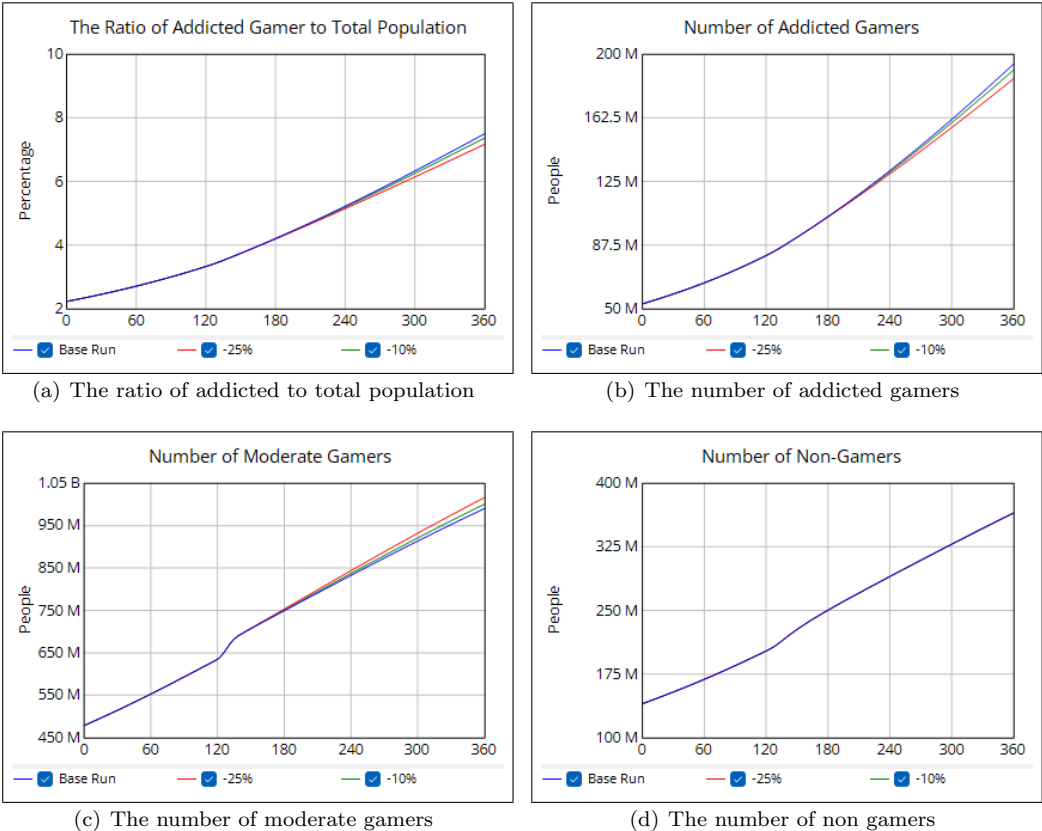 The Ratio of Addicted Gamer to Total Population
10
8
6
4
2
Percentage
0 60 120 180 240 300 360
Base Run -25% -10%
(a) The ratio of addicted to total population
Number of Addicted Gamers
200 M
162.5 M
125 M
87.5 M
50 M
People
0 60 120 180 240 300 360
Base Run -25% -10%
(b) The number of addicted gamers
Number of Moderate Gamers
1.05 B
950 M
850 M
750 M
650 M
550 M
450 M
People
0 60 120 180 240 300 360
Base Run -25% -10%
(c) The number of moderate gamers
Number of Non-Gamers
400 M
325 M
250 M
175 M
100 M
People
0 60 120 180 240 300 360
Base Run -25% -10%
(d) The number of non gamers